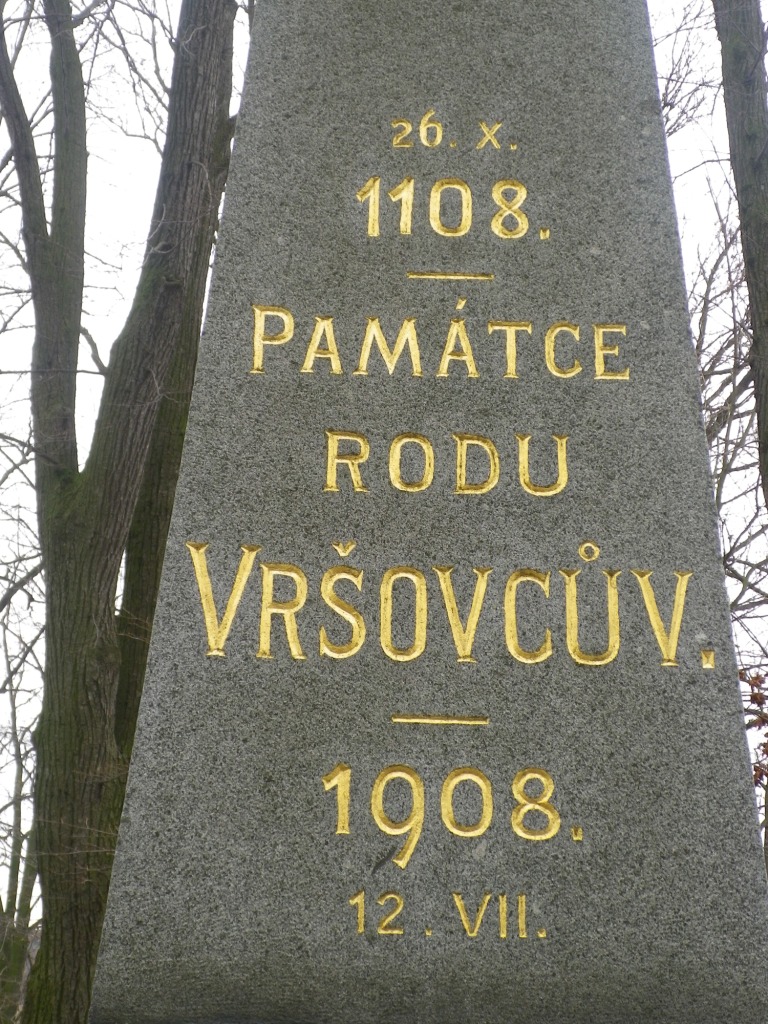 26. X.
1108.
PAMÁTCE
RODU
VRŠOVCŮV.
1908.
12. VII.